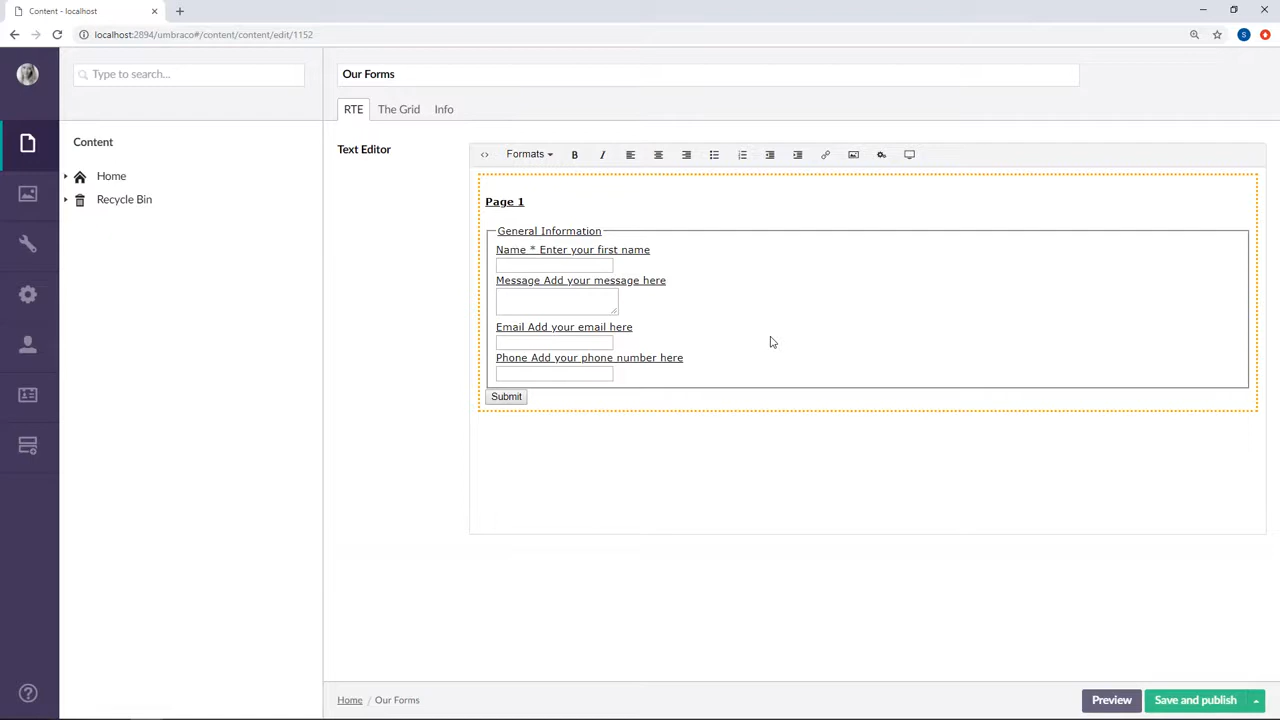 Content - localhost
localhost:2894/umbraco#/content/content/edit/1152
S
Type to search...
Our Forms
RTE The Grid Info
Content
Home
Recycle Bin
Text Editor
Formats B I
Page 1
General Information
Name * Enter your first name
Message Add your message here
Email Add your email here
Phone Add your phone number here
Submit
Home / Our Forms
Preview
Save and publish